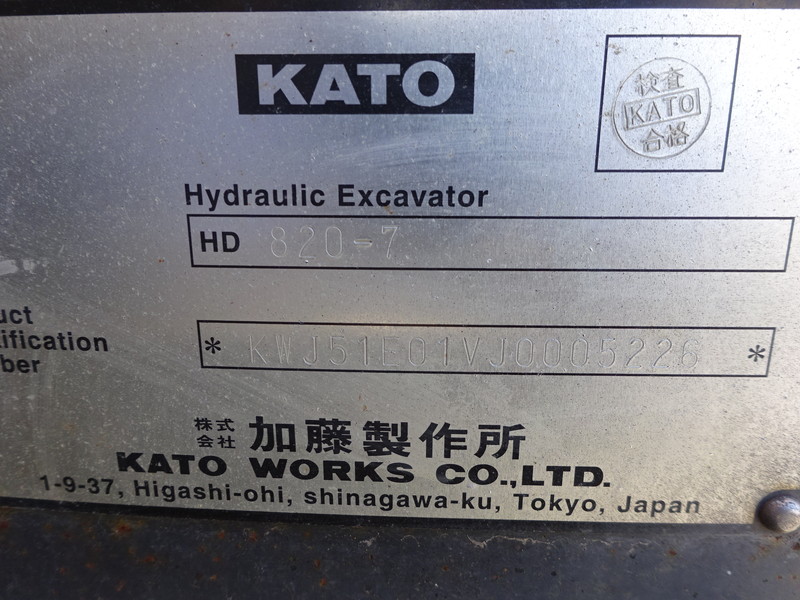 KATO
検査
KATO
合格
Hydraulic Excavator
HD 820-7
uct
ification
ber
* KWJ51E01VJ0005226 *
株式会社 加藤製作所
KATO WORKS CO.,LTD.
1-9-37, Higashi-ohi, shinagawa-ku, Tokyo, Japan